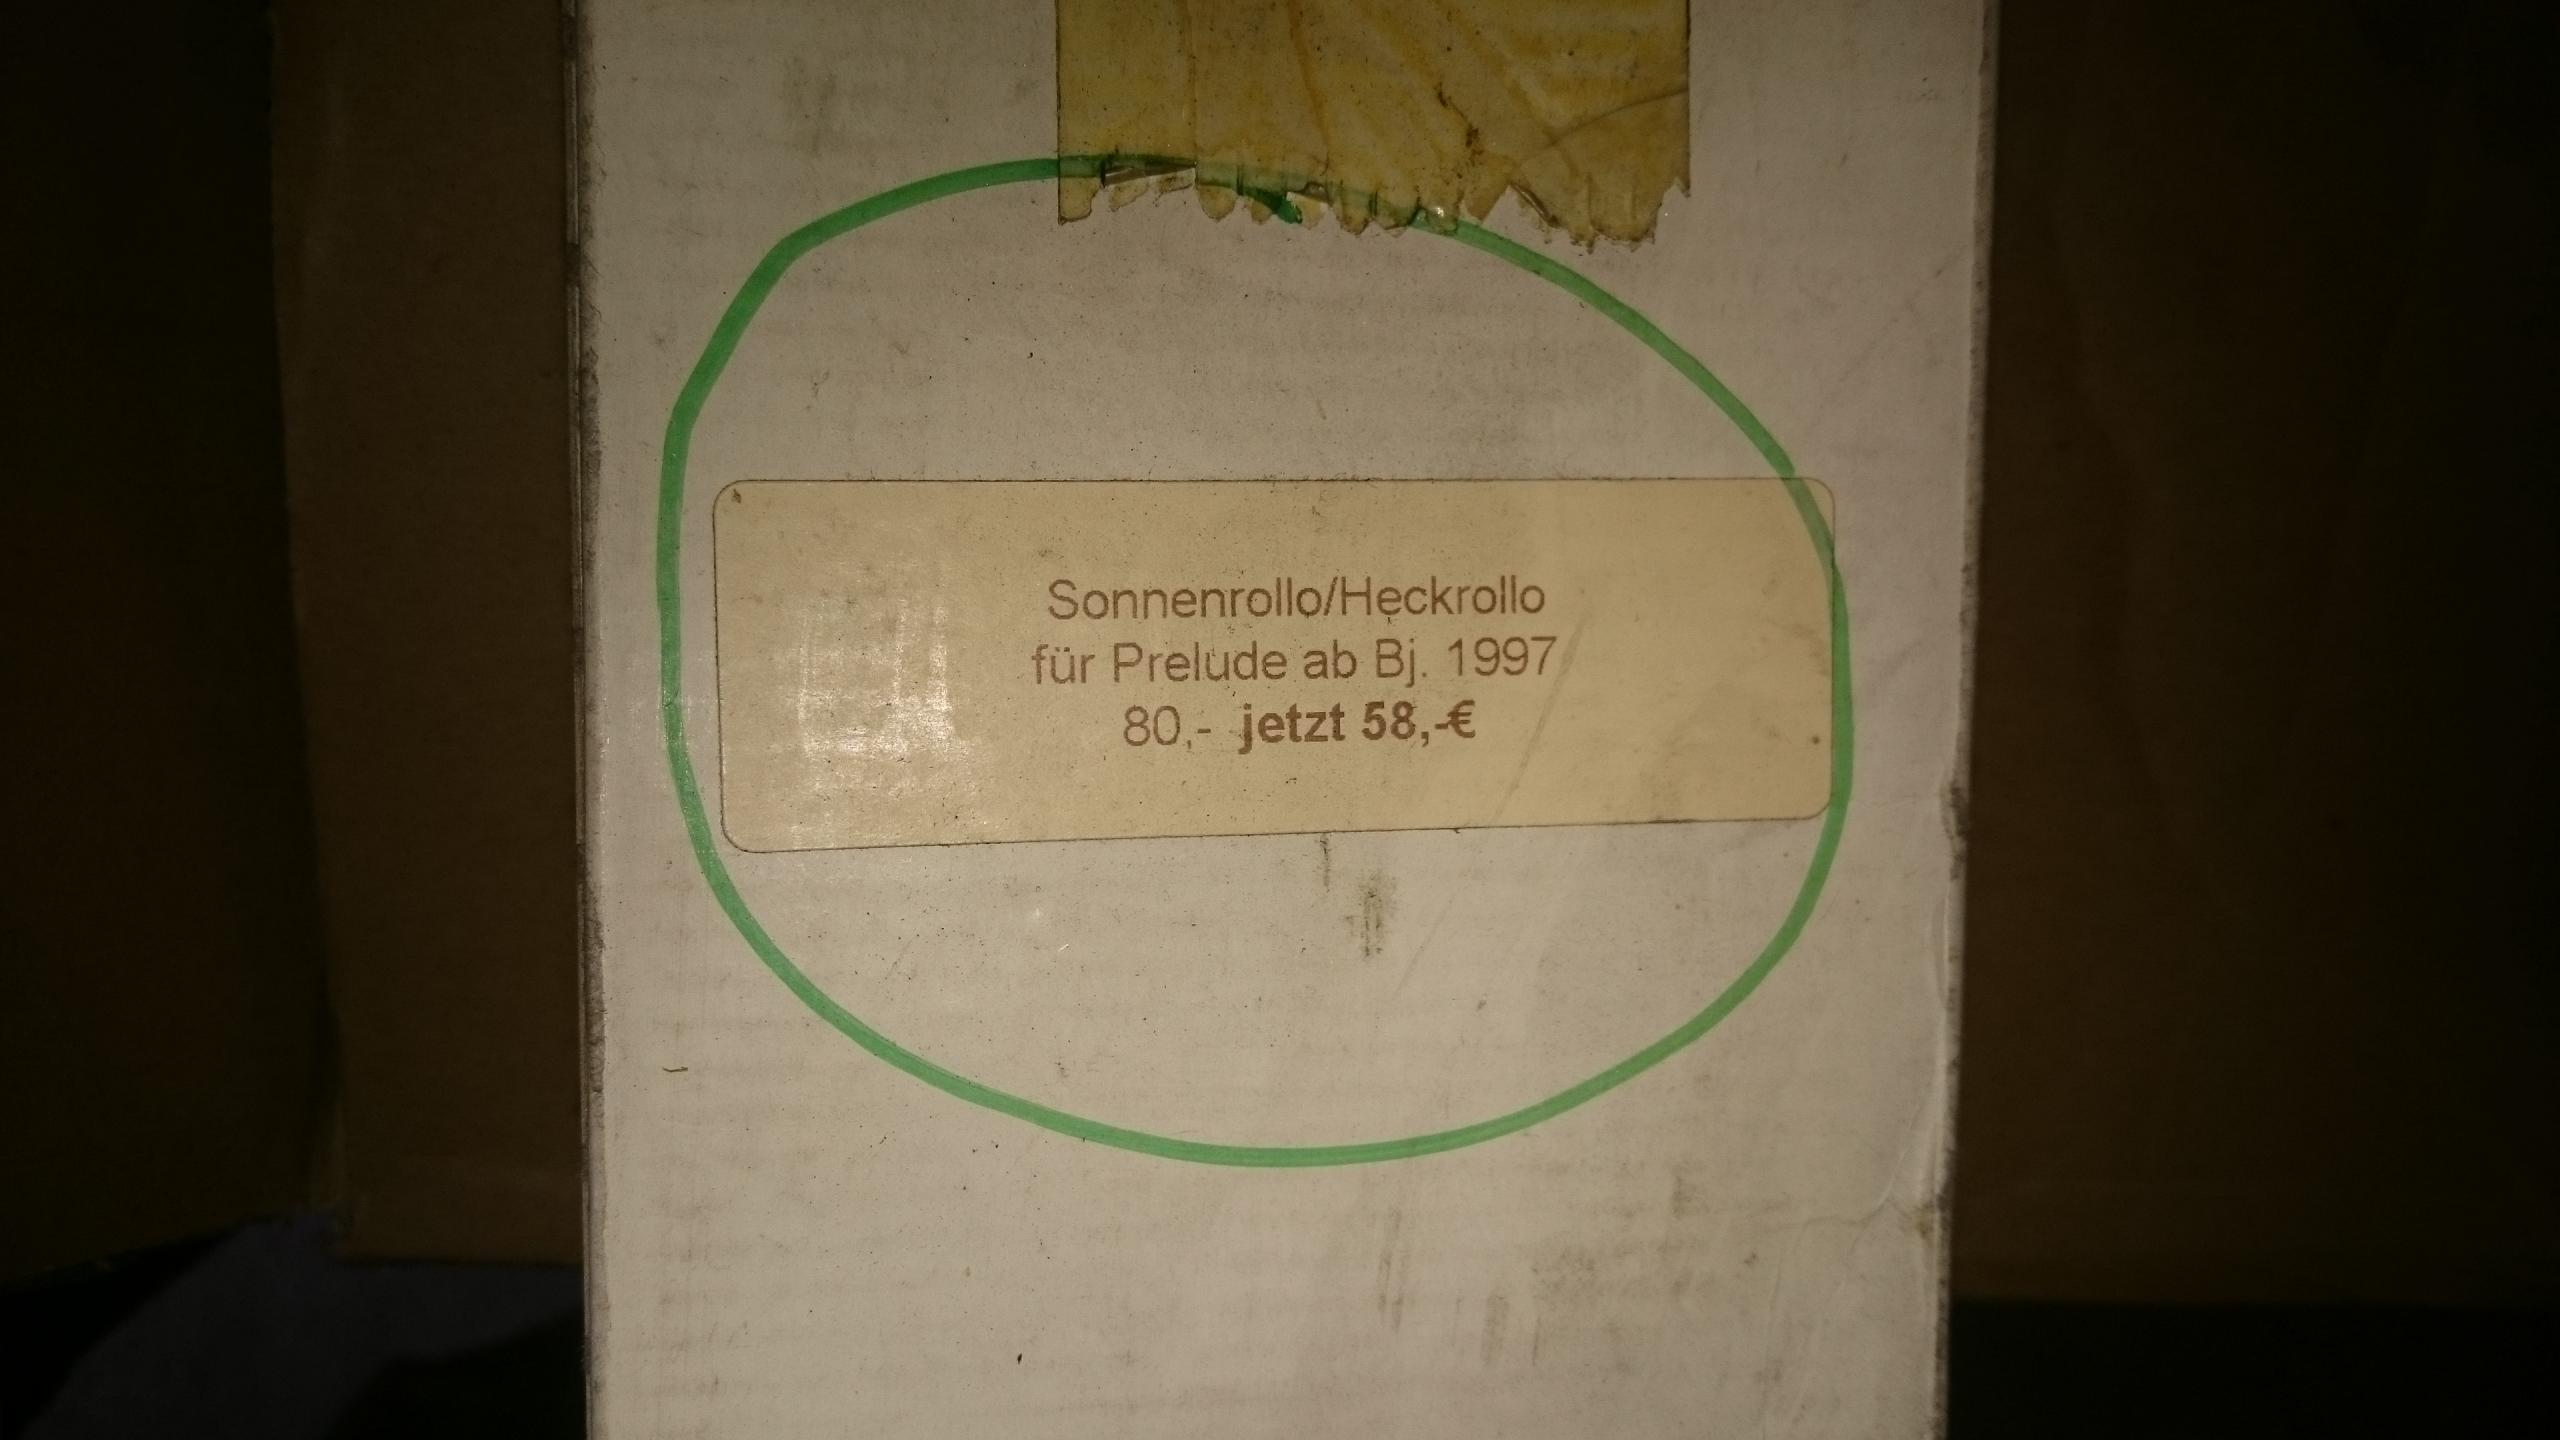 Sonnenrollo/Heckrollo
für Prelude ab Bj. 1997
80,- jetzt 58,-€